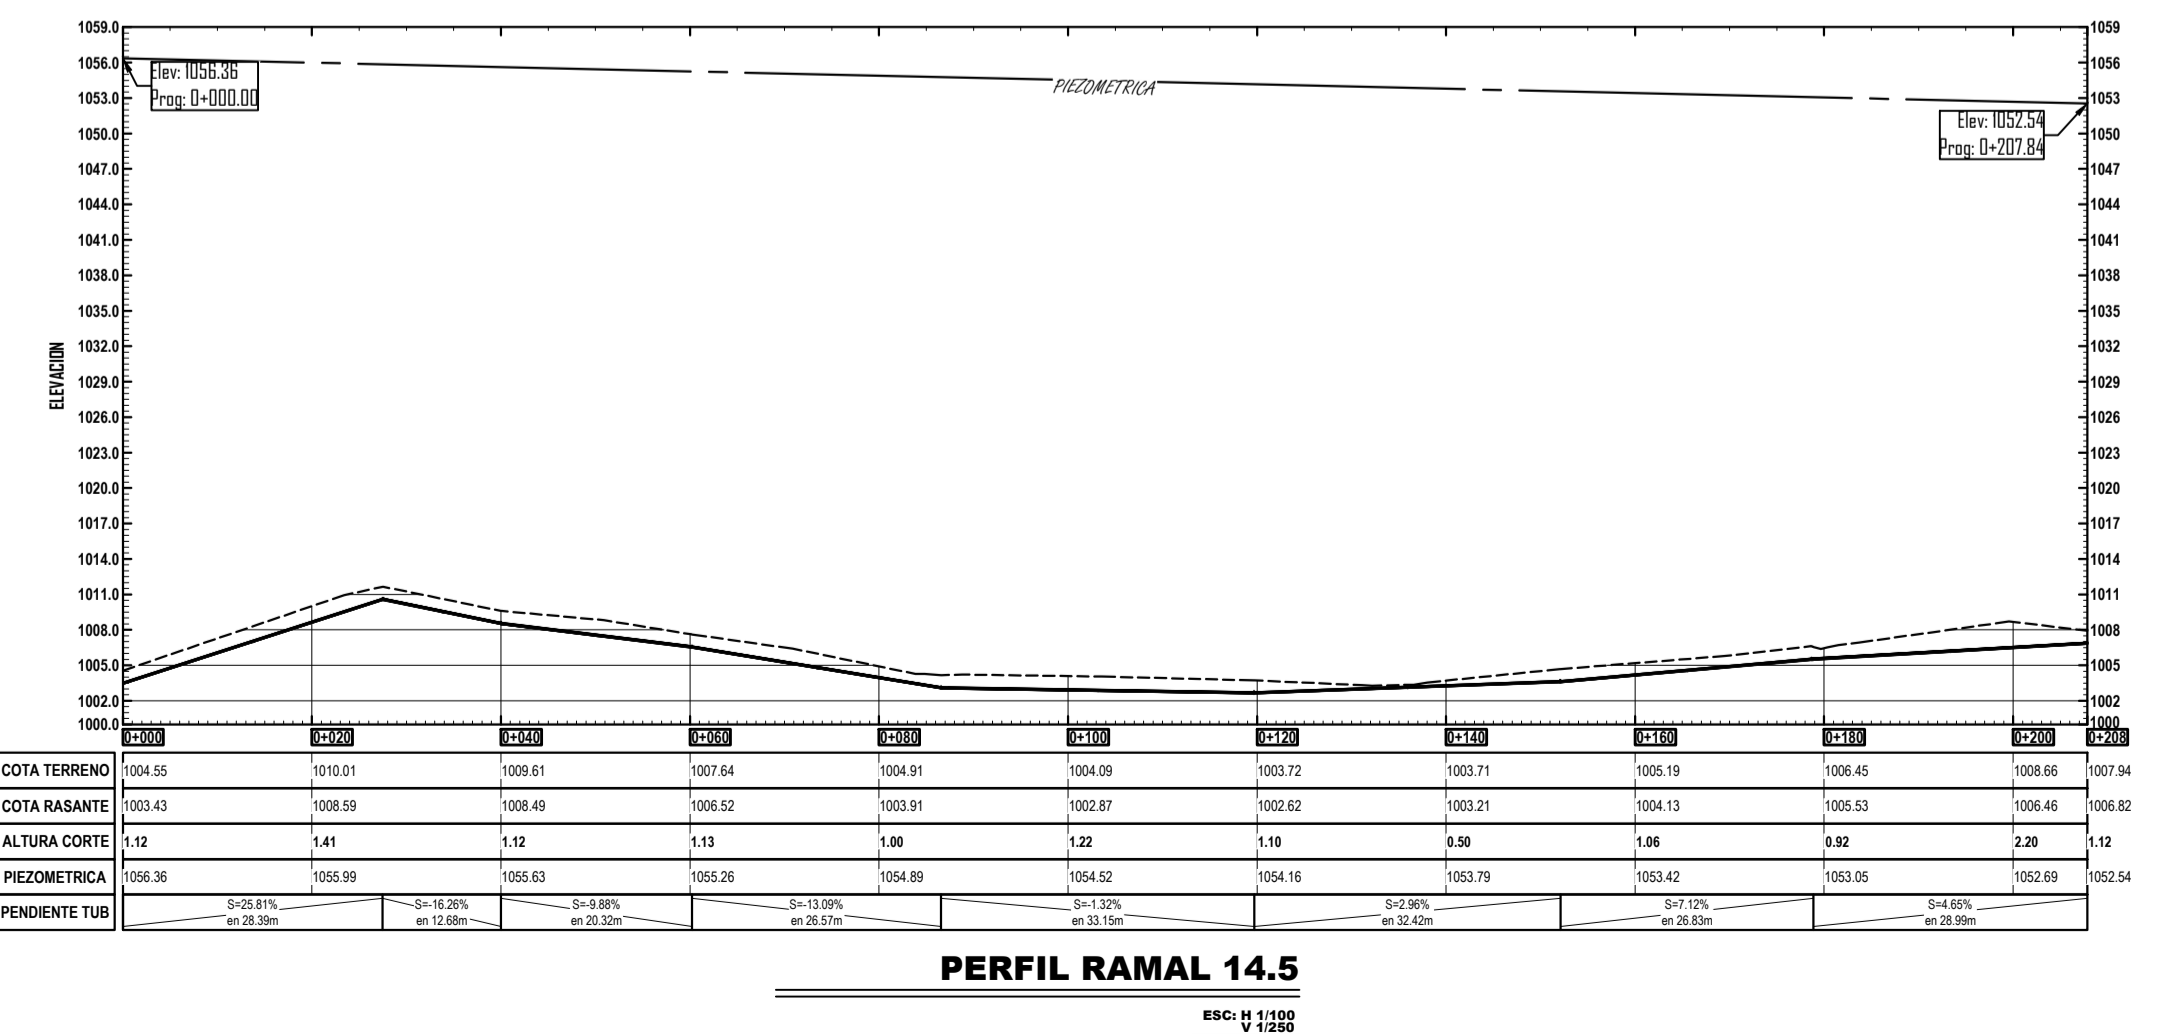 1059.0 1059
1056.0 1056
Elev: 1056.36
Prog: 0+000.00
PIEZOMETRICA
1053.0 1053
Elev: 1052.54
Prog: 0+207.84
1050.0 1050
1047.0 1047
1044.0 1044
1041.0 1041
1038.0 1038
1035.0 1035
1032.0 1032
ELEVACION
1029.0 1029
1026.0 1026
1023.0 1023
1020.0 1020
1017.0 1017
1014.0 1014
1011.0 1011
1008.0 1008
1005.0 1005
1002.0 1002
1000.0 1000
0+000 0+020 0+040 0+060 0+080 0+100 0+120 0+140 0+160 0+180 0+200 0+208
COTA TERRENO 1004.55 1010.01 1009.61 1007.64 1004.91 1004.09 1003.72 1003.71 1005.19 1006.45 1008.66 1007.94
COTA RASANTE 1003.43 1008.59 1008.49 1006.52 1003.91 1002.87 1002.62 1003.21 1004.13 1005.53 1006.46 1006.82
ALTURA CORTE 1.12 1.41 1.12 1.13 1.00 1.22 1.10 0.50 1.06 0.92 2.20 1.12
PIEZOMETRICA 1056.36 1055.99 1055.63 1055.26 1054.89 1054.52 1054.16 1053.79 1053.42 1053.05 1052.69 1052.54
PENDIENTE TUB
S=25.81% S=-16.26% S=-9.88% S=-13.09% S=-1.32% S=2.96% S=7.12% S=4.65%
en 28.39m en 12.68m en 20.32m en 26.57m en 33.15m en 32.42m en 26.83m en 28.99m
PERFIL RAMAL 14.5
ESC: H 1/100
V 1/250